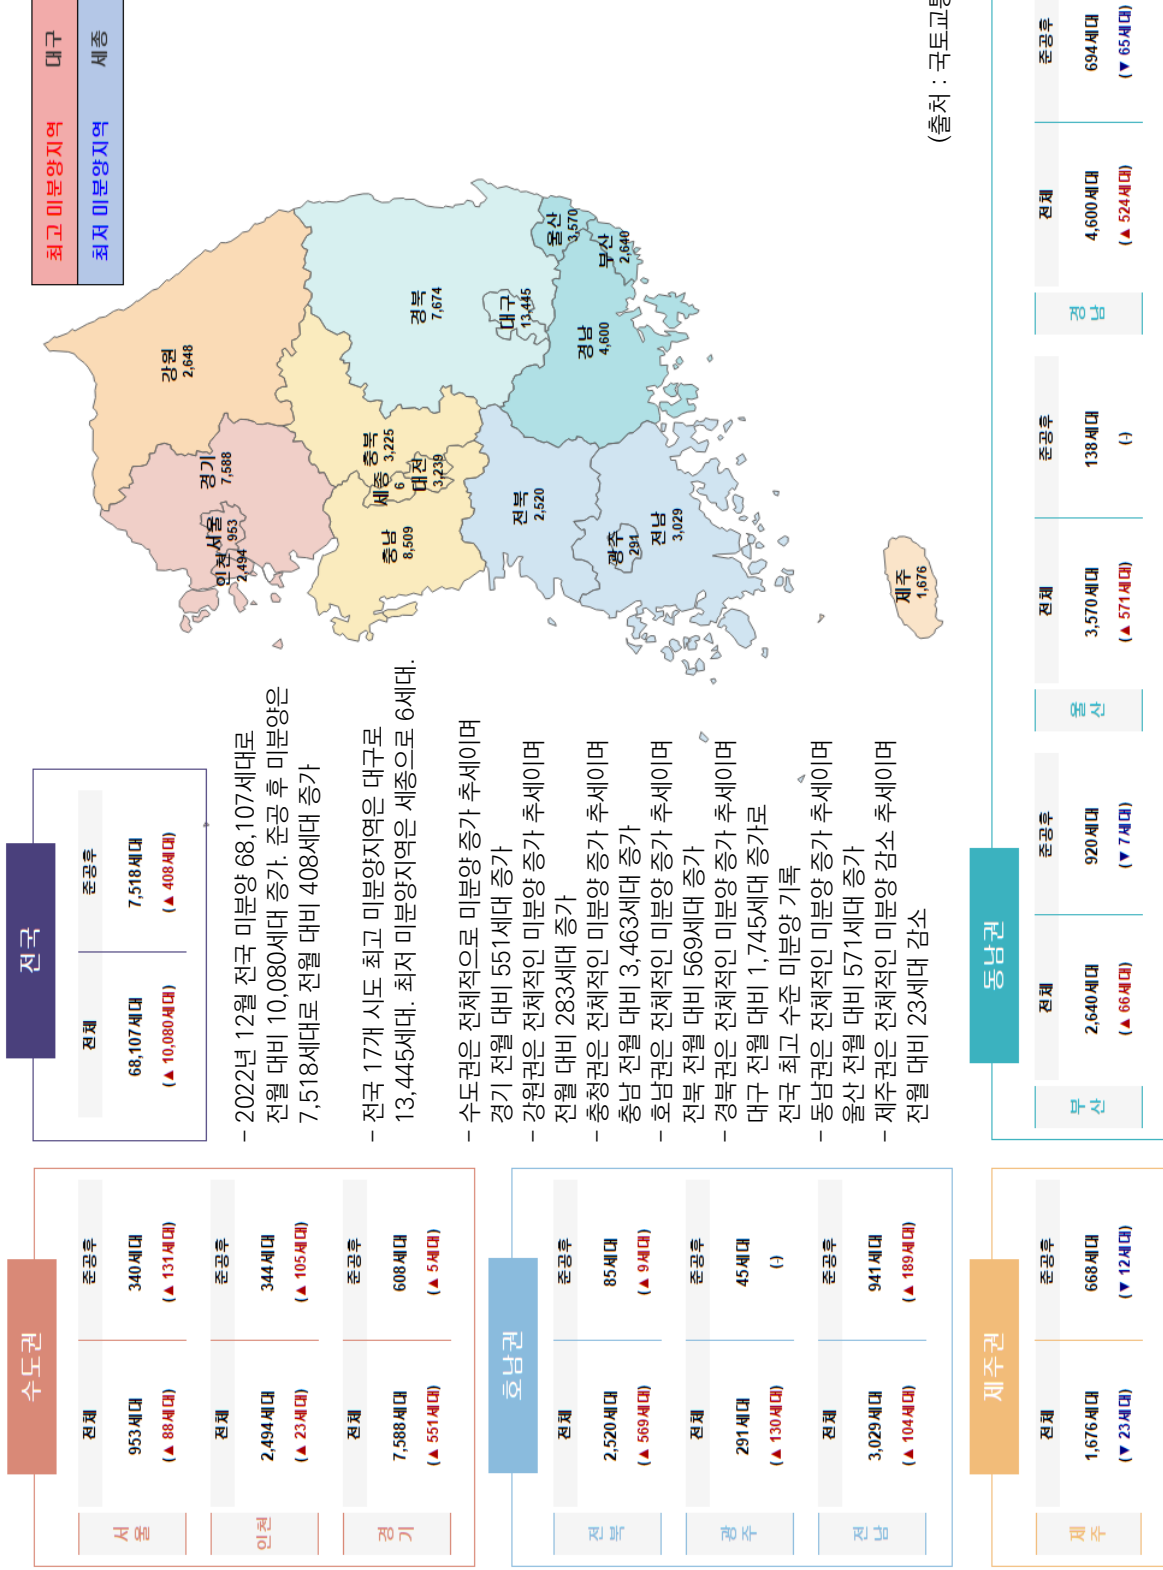 수도권
서울
전체 준공후
953세대 340세대
(▲ 88세대) (▲ 131세대)
인천
전체 준공후
2,494세대 344세대
(▲ 23세대) (▲ 105세대)
경기
전체 준공후
7,588세대 608세대
(▲ 551세대) (▲ 5세대)
호남권
전북
전체 준공후
2,520세대 85세대
(▲ 569세대) (▲ 9세대)
광주
전체 준공후
291세대 45세대
(▲ 130세대) (-)
전남
전체 준공후
3,029세대 941세대
(▲ 104세대) (▲ 189세대)
제주권
제주
전체 준공후
1,676세대 668세대
(▼ 23세대) (▼ 12세대)
전국
전체 준공후
68,107세대 7,518세대
(▲ 10,080세대) (▲ 408세대)
– 2022년 12월 전국 미분양 68,107세대로
전월 대비 10,080세대 증가. 준공 후 미분양은
7,518세대로 전월 대비 408세대 증가
– 전국 17개 시도 최고 미분양지역은 대구로
13,445세대. 최저 미분양지역은 세종으로 6세대.
– 수도권은 전체적으로 미분양 증가 추세이며
경기 전월 대비 551세대 증가
– 강원권은 전체적인 미분양 증가 추세이며
전월 대비 283세대 증가
– 충청권은 전체적인 미분양 증가 추세이며
충남 전월 대비 3,463세대 증가
– 호남권은 전체적인 미분양 증가 추세이며
전북 전월 대비 569세대 증가
– 경북권은 전체적인 미분양 증가 추세이며
대구 전월 대비 1,745세대 증가로
전국 최고 수준 미분양 기록
– 동남권은 전체적인 미분양 증가 추세이며
울산 전월 대비 571세대 증가
– 제주권은 전체적인 미분양 감소 추세이며
전월 대비 23세대 감소
최고 미분양지역 대구
최저 미분양지역 세종
강원
2,648
경기
7,588
서울
953
인천
2,494
충북
3,225
세종
6
대전
3,239
충남
8,509
경북
7,674
대구
13,445
울산
3,570
부산
2,640
경남
4,600
전북
2,520
광주
291
전남
3,029
제주
1,676
(출처 : 국토교통
동남권
부산
전체 준공후
2,640세대 920세대
(▲ 66세대) (▼ 7세대)
울산
전체 준공후
3,570세대 138세대
(▲ 571세대) (-)
경남
전체 준공후
4,600세대 694세대
(▲ 524세대) (▼ 65세대)